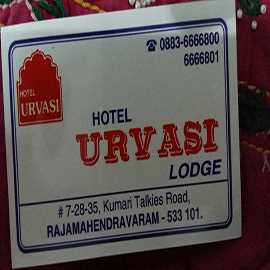 ☎ 0883-6666800
6666801
HOTEL
URVASI
HOTEL
URVASI
LODGE
# 7-28-35, Kumari Talkies Road,
RAJAMAHENDRAVARAM - 533 101.